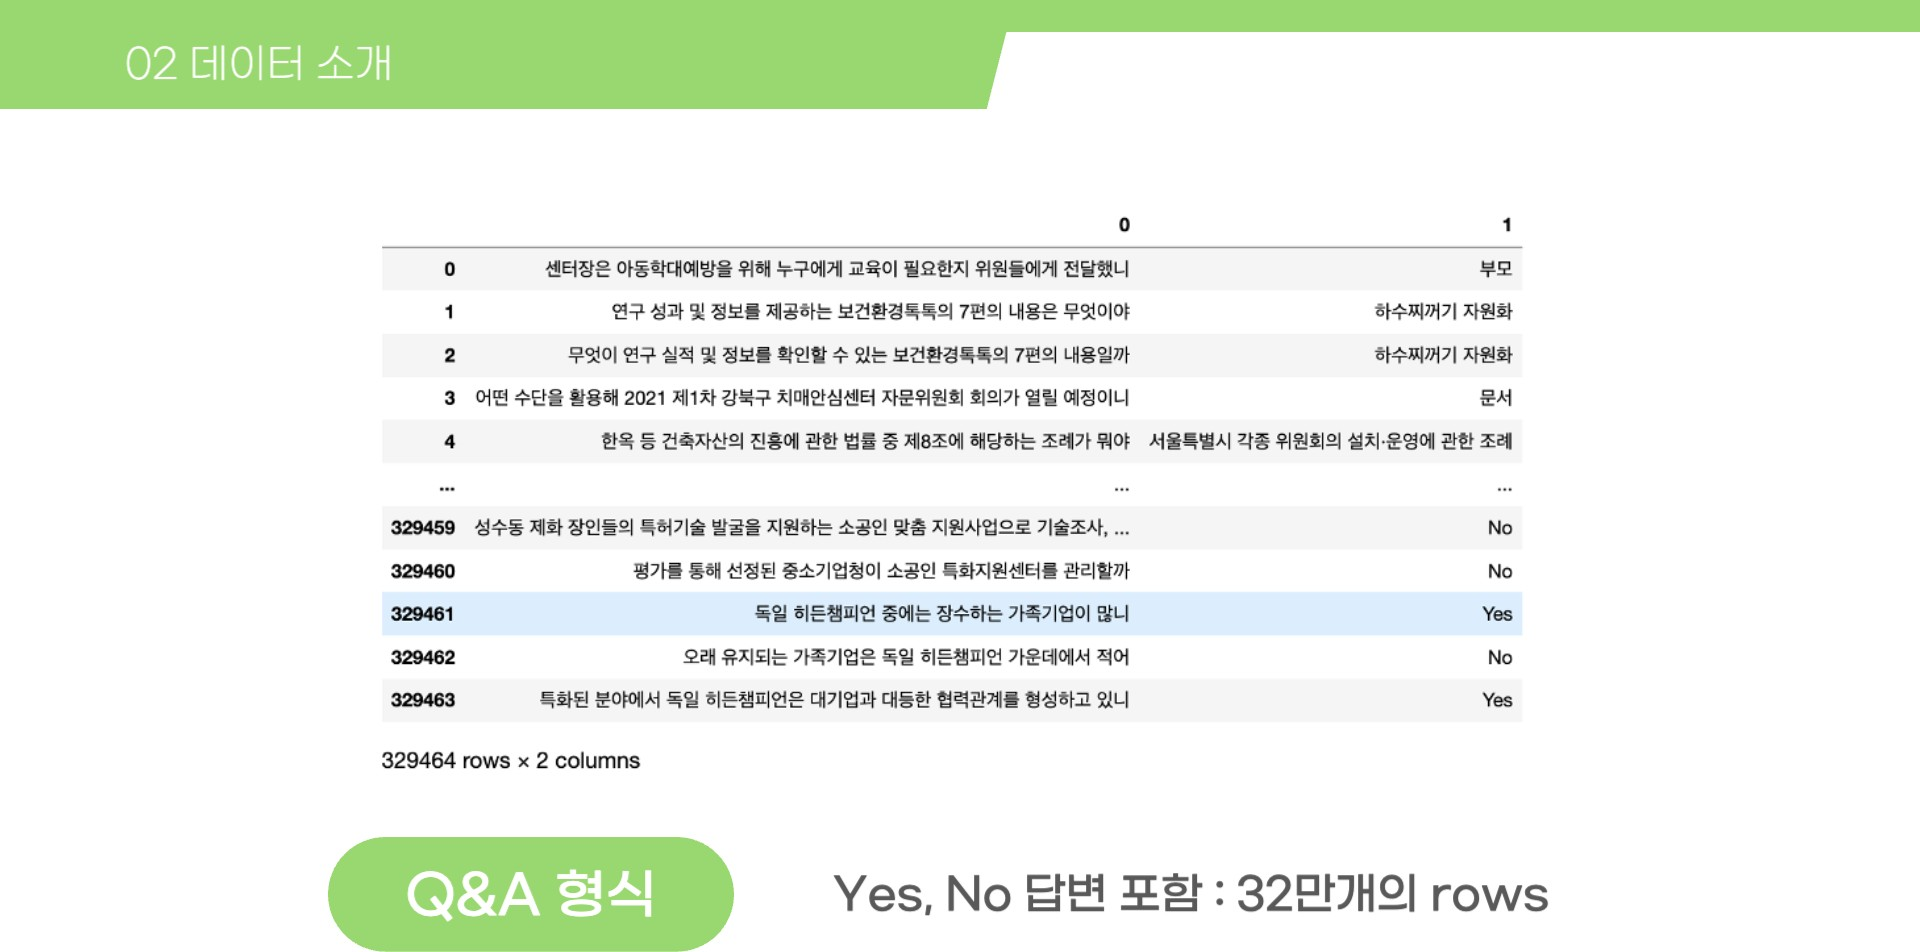 02 데이터 소개
0 1
0 센터장은 아동학대예방을 위해 누구에게 교육이 필요한지 위원들에게 전달했니 부모
1 연구 성과 및 정보를 제공하는 보건환경톡톡의 7편의 내용은 무엇이야 하수찌꺼기 자원화
2 무엇이 연구 실적 및 정보를 확인할 수 있는 보건환경톡톡의 7편의 내용일까 하수찌꺼기 자원화
3 어떤 수단을 활용해 2021 제1차 강북구 치매안심센터 자문위원회 회의가 열릴 예정이니 문서
4 한옥 등 건축자산의 진흥에 관한 법률 중 제8조에 해당하는 조례가 뭐야 서울특별시 각종 위원회의 설치·운영에 관한 조례
... ... ...
329459 성수동 제화 장인들의 특허기술 발굴을 지원하는 소공인 맞춤 지원사업으로 기술조사, ... No
329460 평가를 통해 선정된 중소기업청이 소공인 특화지원센터를 관리할까 No
329461 독일 히든챔피언 중에는 장수하는 가족기업이 많니 Yes
329462 오래 유지되는 가족기업은 독일 히든챔피언 가운데에서 적어 No
329463 특화된 분야에서 독일 히든챔피언은 대기업과 대등한 협력관계를 형성하고 있니 Yes
329464 rows × 2 columns
Q&A 형식
Yes, No 답변 포함 : 32만개의 rows